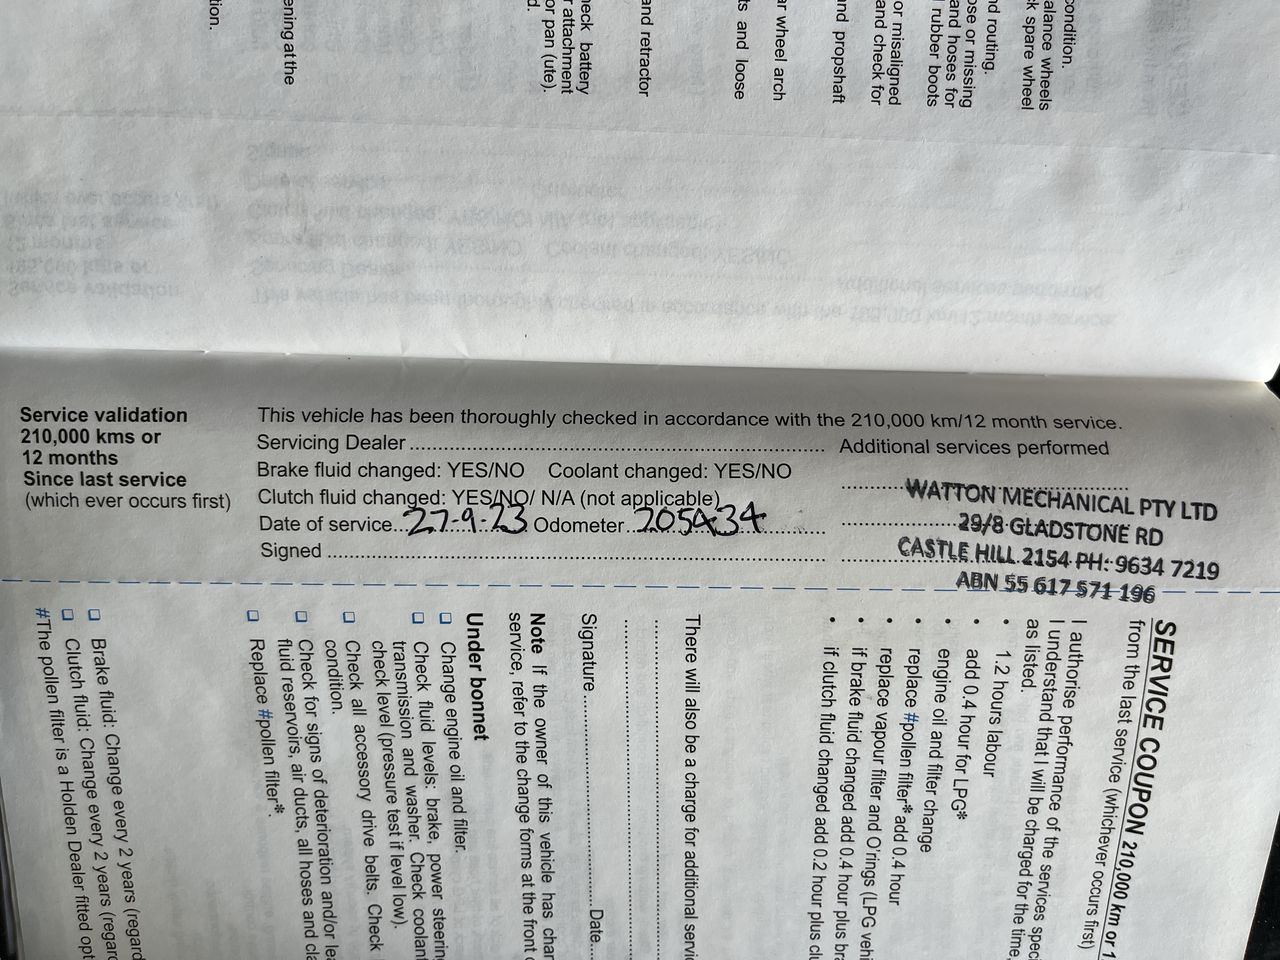 ondition.
alance wheels
k spare wheel
nd routing.
ose or missing
and hoses for
rubber boots
or misaligned
and check for
nd propshaft
ar wheel arch
ts and loose
and retractor
eck battery
r attachment
or pan (ute).
d.
ening at the
tion.
Service validation
210,000 kms or
12 months
Since last service
(which ever occurs first)
This vehicle has been thoroughly checked in accordance with the 210,000 km/12 month service.
Servicing Dealer
Additional services performed
Brake fluid changed: YES/NO Coolant changed: YES/NO
Clutch fluid changed: YES/NO/ N/A (not applicable)
Date of service 27-9-23 Odometer 205434
Signed
WATTON MECHANICAL PTY LTD
29/8 GLADSTONE RD
CASTLE HILL 2154 PH: 9634 7219
ABN 55 617 571 196
SERVICE COUPON 210,000 km or 1
from the last service (whichever occurs first)
I authorise performance of the services speci
I understand that I will be charged for the time,
as listed.
• 1.2 hours labour
• add 0.4 hour for LPG*
• engine oil and filter change
• replace #pollen filter* add 0.4 hour
• replace vapour filter and O'rings (LPG vehi
• if brake fluid changed add 0.4 hour plus bra
• if clutch fluid changed add 0.2 hour plus clu
There will also be a charge for additional servic
Signature Date
Note If the owner of this vehicle has chan
service, refer to the change forms at the front o
Under bonnet
Change engine oil and filter.
Check fluid levels: brake, power steerin
transmission and washer. Check coolant
check level (pressure test if level low).
Check all accessory drive belts. Check
condition.
Check for signs of deterioration and/or lea
fluid reservoirs, air ducts, all hoses and cla
Replace #pollen filter*.
Brake fluid: Change every 2 years (regard
Clutch fluid: Change every 2 years (regard
#The pollen filter is a Holden Dealer fitted opt